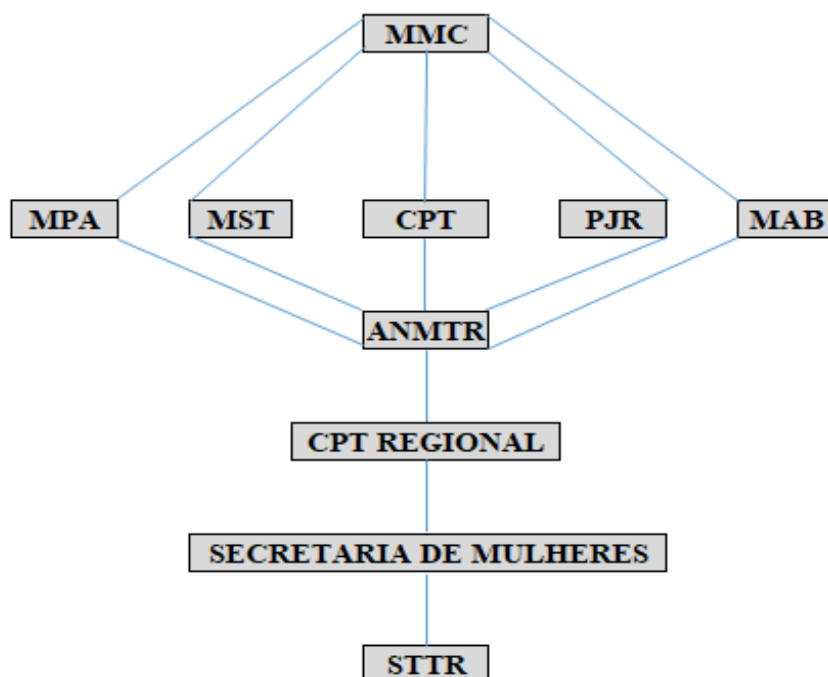 MMC
MPA MST CPT PJR MAB
ANMTR
CPT REGIONAL
SECRETARIA DE MULHERES
STTR